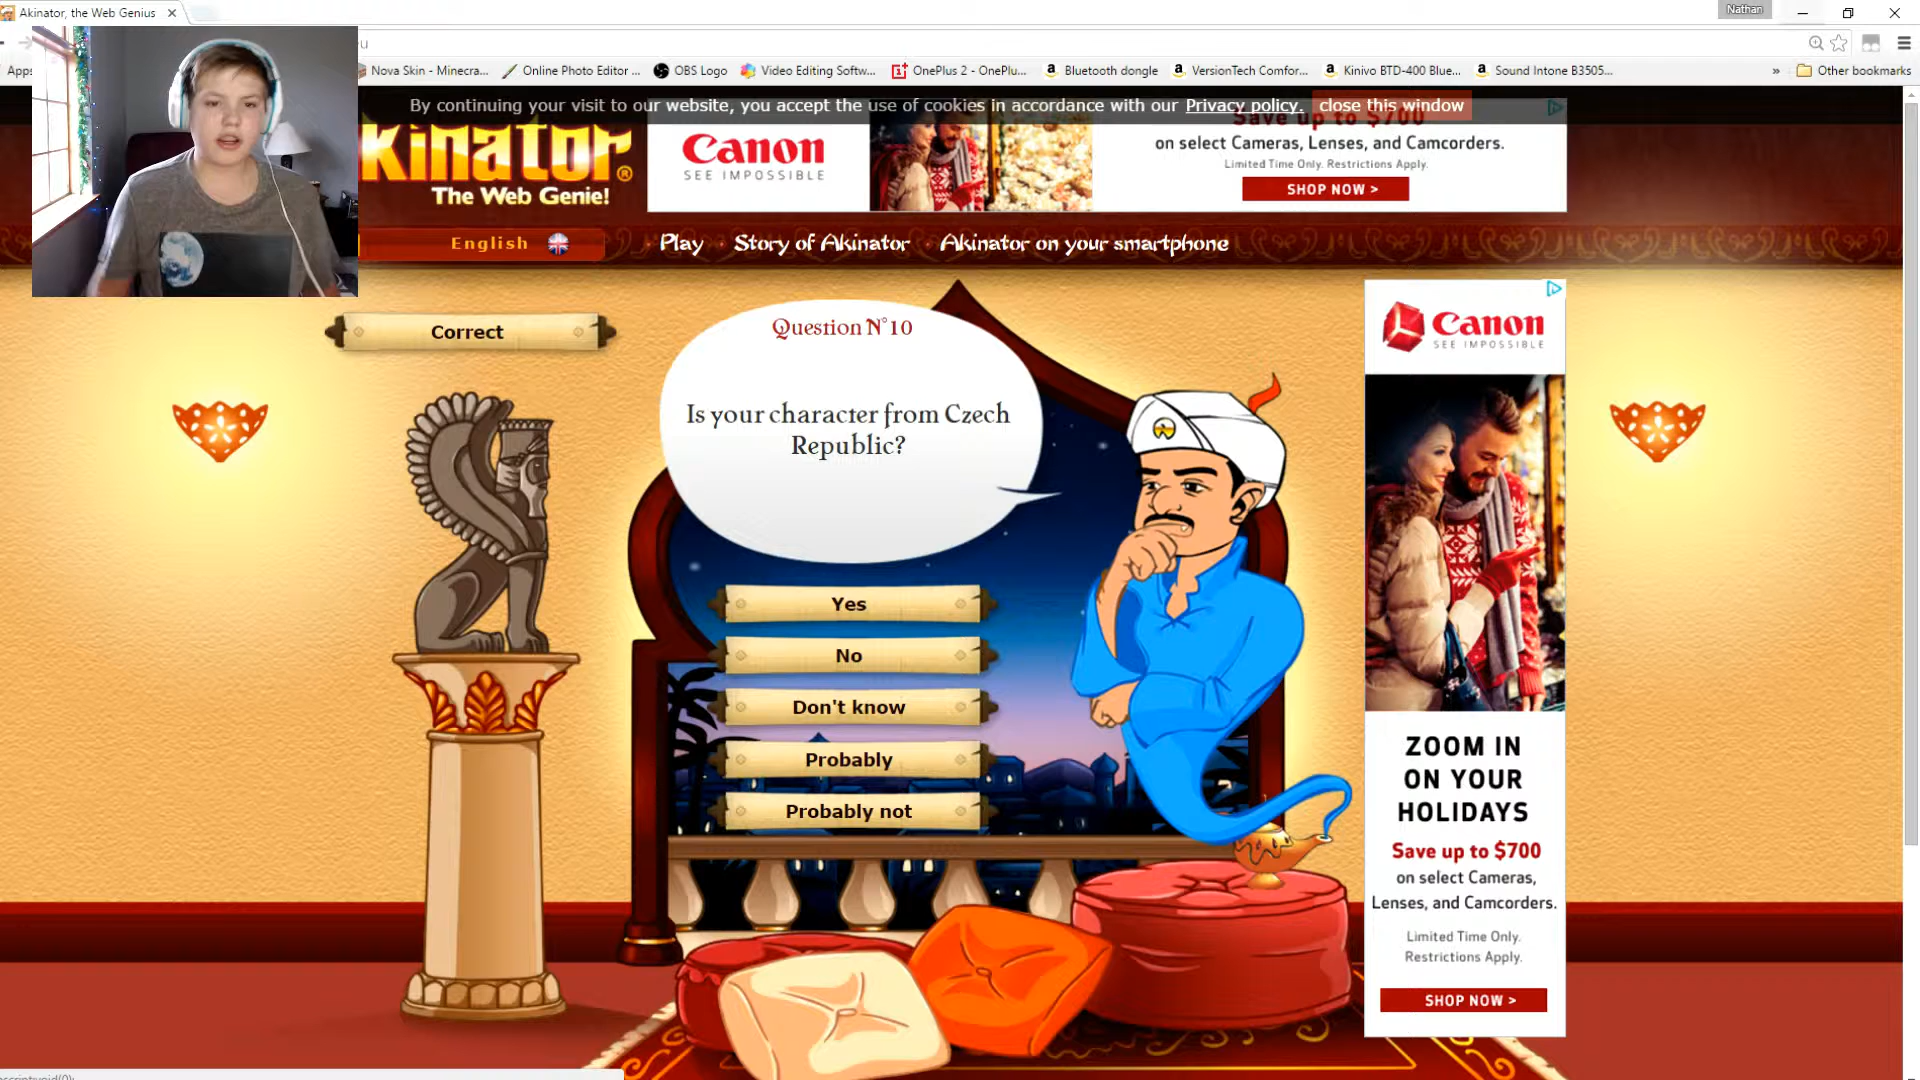 Akinator, the Web Genius
Nathan
Apps
Nova Skin - Minecra...
Online Photo Editor ...
OBS Logo
Video Editing Softw...
OnePlus 2 - OnePlu...
Bluetooth dongle
VersionTech Comfor...
Kinivo BTD-400 Blue...
Sound Intone B3505...
»
Other bookmarks
By continuing your visit to our website, you accept the use of cookies in accordance with our Privacy policy. close this window
kinator®
The Web Genie!
Canon
SEE IMPOSSIBLE
Save up to $700
on select Cameras, Lenses, and Camcorders.
Limited Time Only. Restrictions Apply.
SHOP NOW >
English
Play
Story of Akinator
Akinator on your smartphone
Correct
Question N°10
Is your character from Czech
Republic?
Yes
No
Don't know
Probably
Probably not
Canon
SEE IMPOSSIBLE
ZOOM IN
ON YOUR
HOLIDAYS
Save up to $700
on select Cameras,
Lenses, and Camcorders.
Limited Time Only.
Restrictions Apply.
SHOP NOW >